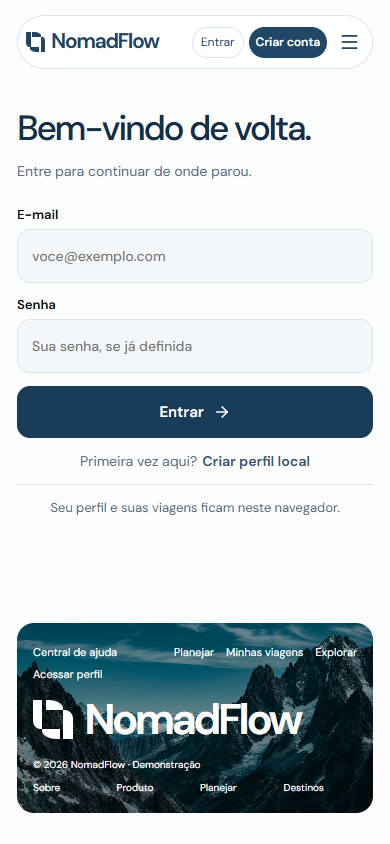 NomadFlow Entrar Criar conta
Bem-vindo de volta.
Entre para continuar de onde parou.
E-mail
voce@exemplo.com
Senha
Sua senha, se já definida
Entrar →
Primeira vez aqui? Criar perfil local
Seu perfil e suas viagens ficam neste navegador.
Central de ajuda Planejar Minhas viagens Explorar
Acessar perfil
NomadFlow
© 2026 NomadFlow · Demonstração
Sobre Produto Planejar Destinos